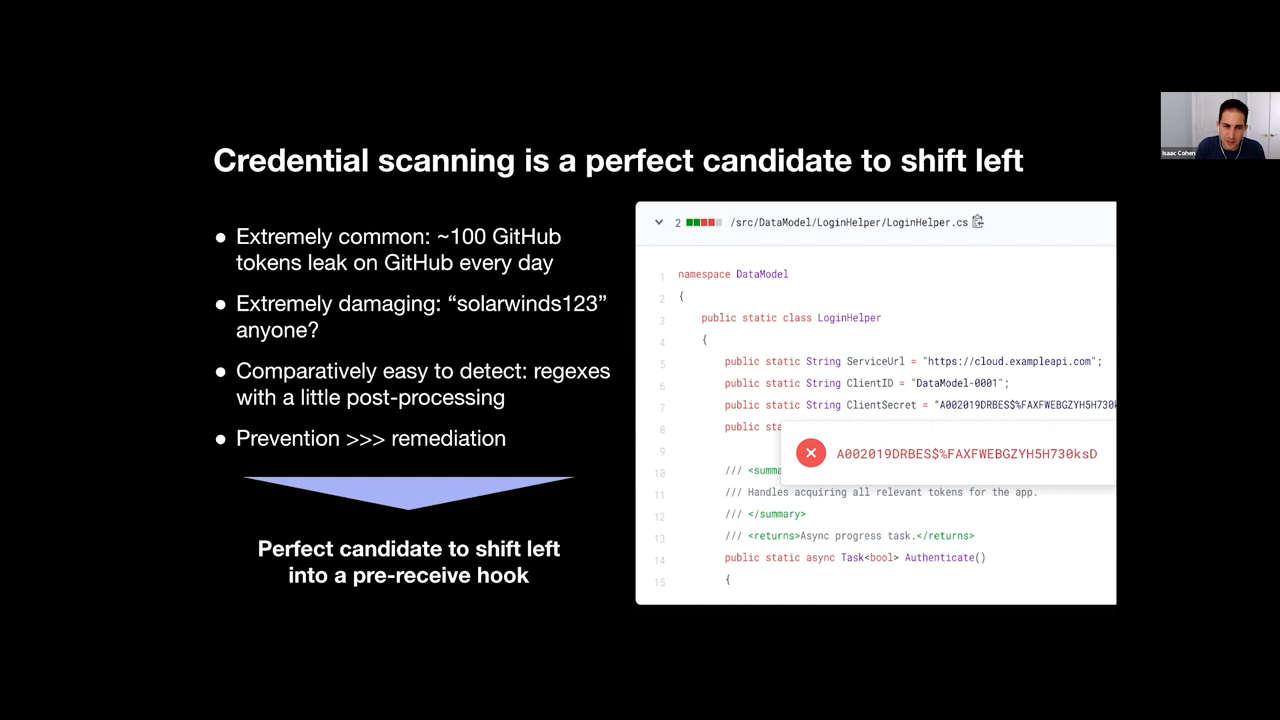 Credential scanning is a perfect candidate to shift left
● Extremely common: ~100 GitHub
tokens leak on GitHub every day
● Extremely damaging: “solarwinds123”
anyone?
● Comparatively easy to detect: regexes
with a little post-processing
● Prevention >>> remediation
Perfect candidate to shift left
into a pre-receive hook
2 /src/DataModel/LoginHelper/LoginHelper.cs
1 namespace DataModel
2 {
3 public static class LoginHelper
4 {
5 public static String ServiceUrl = "https://cloud.exampleapi.com";
6 public static String ClientID = "DataModel-0001";
7 public static String ClientSecret = "A002019DRBES$%FAXFWEBGZYH5H730k
8 public sta
A002019DRBES$%FAXFWEBGZYH5H730ksD
9
10 /// <summa
11 /// Handles acquiring all relevant tokens for the app.
12 /// </summary>
13 /// <returns>Async progress task.</returns>
14 public static async Task<bool> Authenticate()
15 {
Isaac Cohen